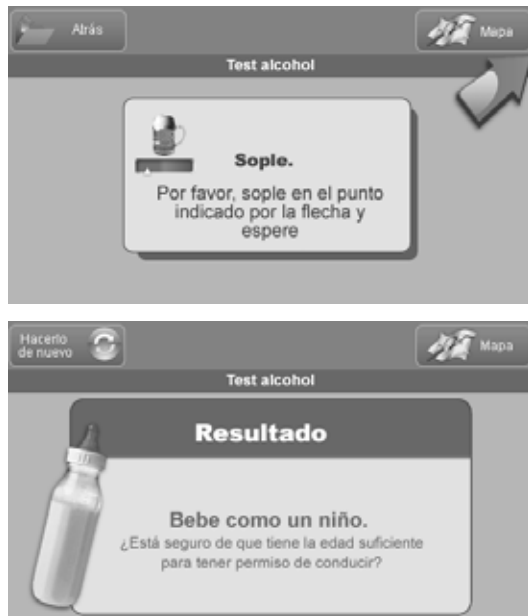 Atrás
Mapa
Test alcohol
Sople.
Por favor, sople en el punto
indicado por la flecha y
espere
Hacerlo
de nuevo
Mapa
Test alcohol
Resultado
Bebe como un niño.
¿Está seguro de que tiene la edad suficiente
para tener permiso de conducir?